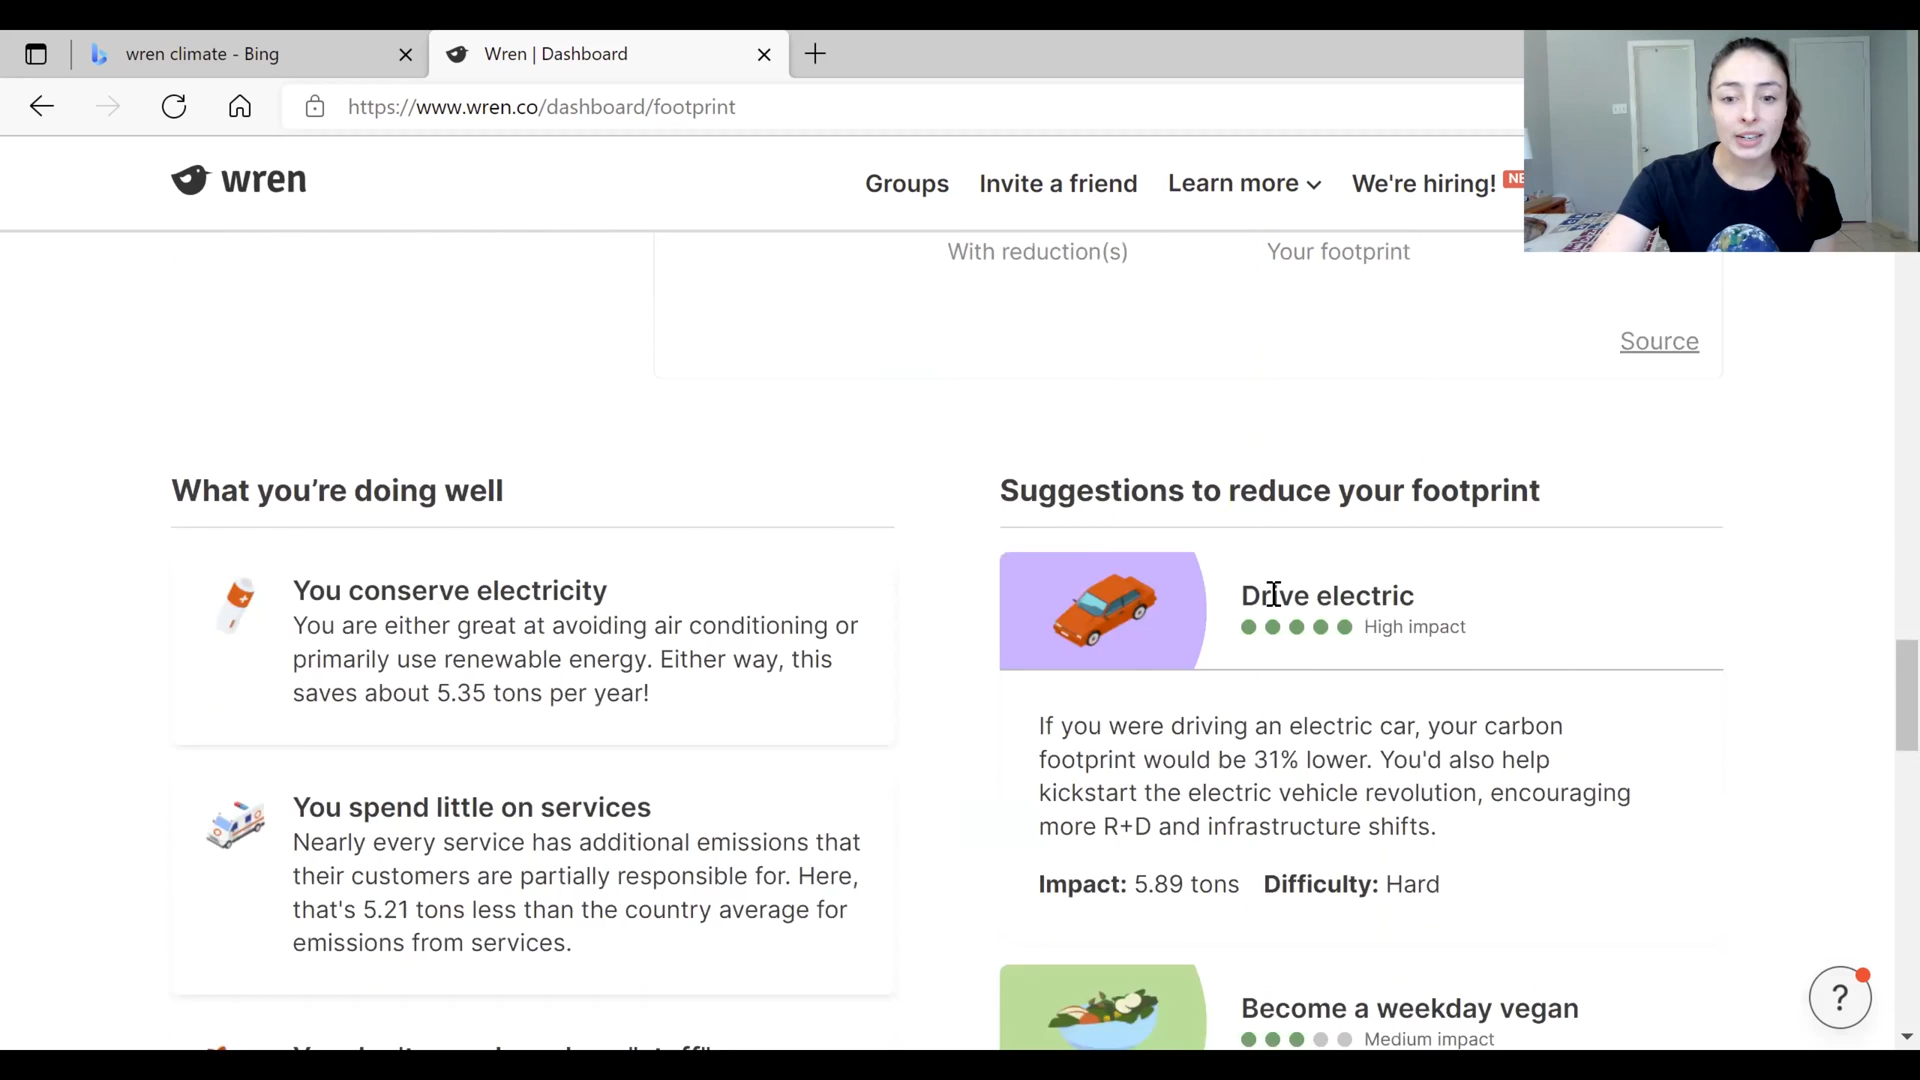 wren climate - Bing
Wren | Dashboard
https://www.wren.co/dashboard/footprint
wren
Groups
Invite a friend
Learn more
We're hiring!
With reduction(s)
Your footprint
Source
What you're doing well
You conserve electricity
You are either great at avoiding air conditioning or
primarily use renewable energy. Either way, this
saves about 5.35 tons per year!
You spend little on services
Nearly every service has additional emissions that
their customers are partially responsible for. Here,
that's 5.21 tons less than the country average for
emissions from services.
Suggestions to reduce your footprint
Drive electric
High impact
If you were driving an electric car, your carbon
footprint would be 31% lower. You'd also help
kickstart the electric vehicle revolution, encouraging
more R+D and infrastructure shifts.
Impact: 5.89 tons Difficulty: Hard
Become a weekday vegan
Medium impact
?